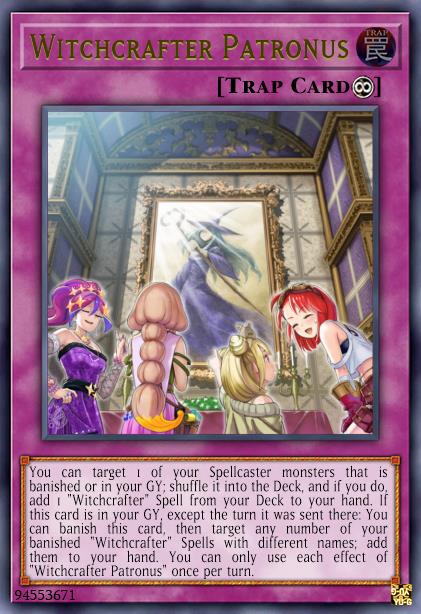 Witchcrafter Patronus
TRAP
罠
[Trap Card]
You can target 1 of your Spellcaster monsters that is
banished or in your GY; shuffle it into the Deck, and if you do,
add 1 "Witchcrafter" Spell from your Deck to your hand. If
this card is in your GY, except the turn it was sent there: You
can banish this card, then target any number of your
banished "Witchcrafter" Spells with different names; add
them to your hand. You can only use each effect of
"Witchcrafter Patronus" once per turn.
94553671